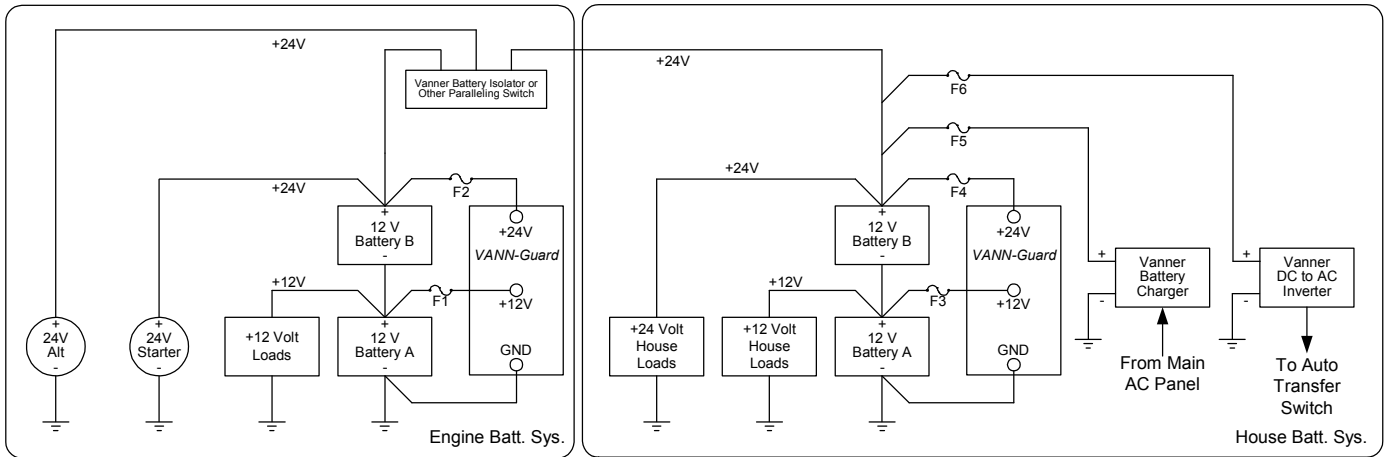 +24V
+24V
Vanner Battery Isolator or
Other Paralleling Switch
F6
F5
+24V
F2
+24V
F4
+
12 V
Battery B
-
+24V
VANN-Guard
+12V
+
12 V
Battery B
-
+24V
VANN-Guard
+12V
+12V
F1
+12V
F3
+
24V
Alt
-
+
24V
Starter
-
+12 Volt
Loads
+
12 V
Battery A
-
GND
+24 Volt
House
Loads
+12 Volt
House
Loads
+
12 V
Battery A
-
GND
+
-
Vanner
Battery
Charger
+
-
Vanner
DC to AC
Inverter
From Main
AC Panel
To Auto
Transfer
Switch
Engine Batt. Sys.
House Batt. Sys.